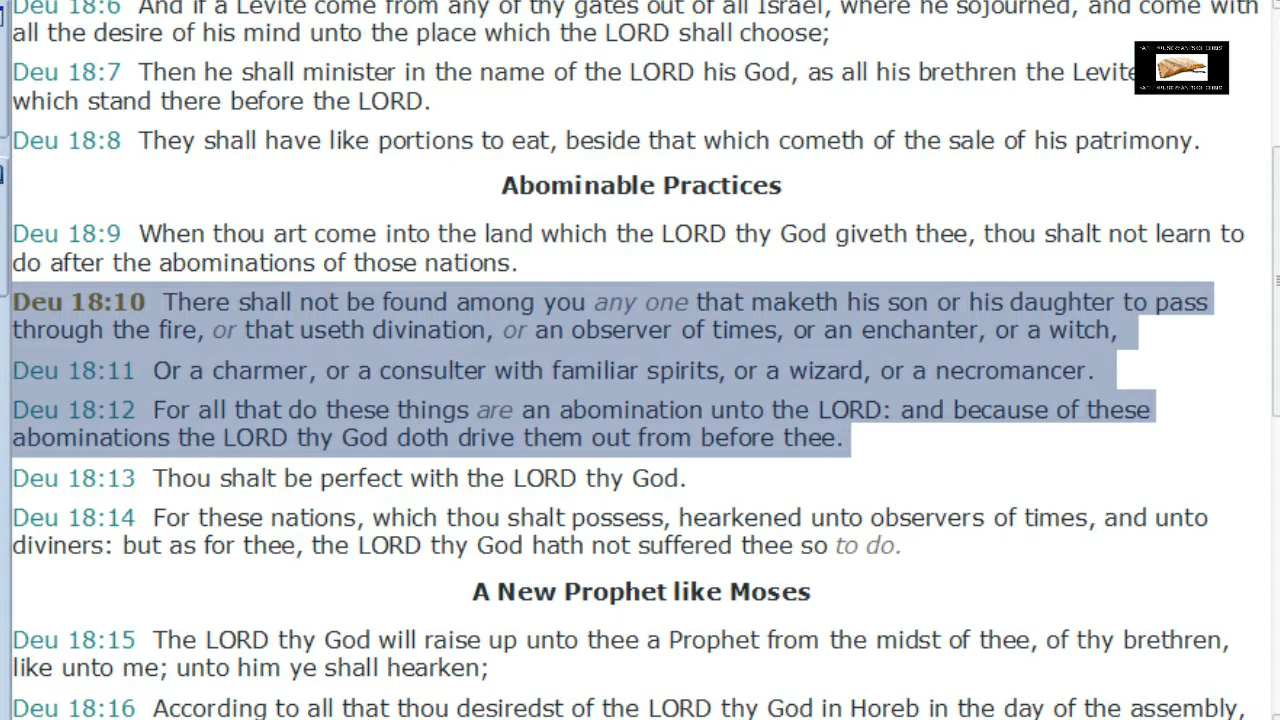 Deu 18:6 And if a Levite come from any of thy gates out of all Israel, where he sojourned, and come with
all the desire of his mind unto the place which the LORD shall choose;
Deu 18:7 Then he shall minister in the name of the LORD his God, as all his brethren the Levite
which stand there before the LORD.
Deu 18:8 They shall have like portions to eat, beside that which cometh of the sale of his patrimony.
Abominable Practices
Deu 18:9 When thou art come into the land which the LORD thy God giveth thee, thou shalt not learn to
do after the abominations of those nations.
Deu 18:10 There shall not be found among you any one that maketh his son or his daughter to pass
through the fire, or that useth divination, or an observer of times, or an enchanter, or a witch,
Deu 18:11 Or a charmer, or a consulter with familiar spirits, or a wizard, or a necromancer.
Deu 18:12 For all that do these things are an abomination unto the LORD: and because of these
abominations the LORD thy God doth drive them out from before thee.
Deu 18:13 Thou shalt be perfect with the LORD thy God.
Deu 18:14 For these nations, which thou shalt possess, hearkened unto observers of times, and unto
diviners: but as for thee, the LORD thy God hath not suffered thee so to do.
A New Prophet like Moses
Deu 18:15 The LORD thy God will raise up unto thee a Prophet from the midst of thee, of thy brethren,
like unto me; unto him ye shall hearken;
Deu 18:16 According to all that thou desiredst of the LORD thy God in Horeb in the day of the assembly,